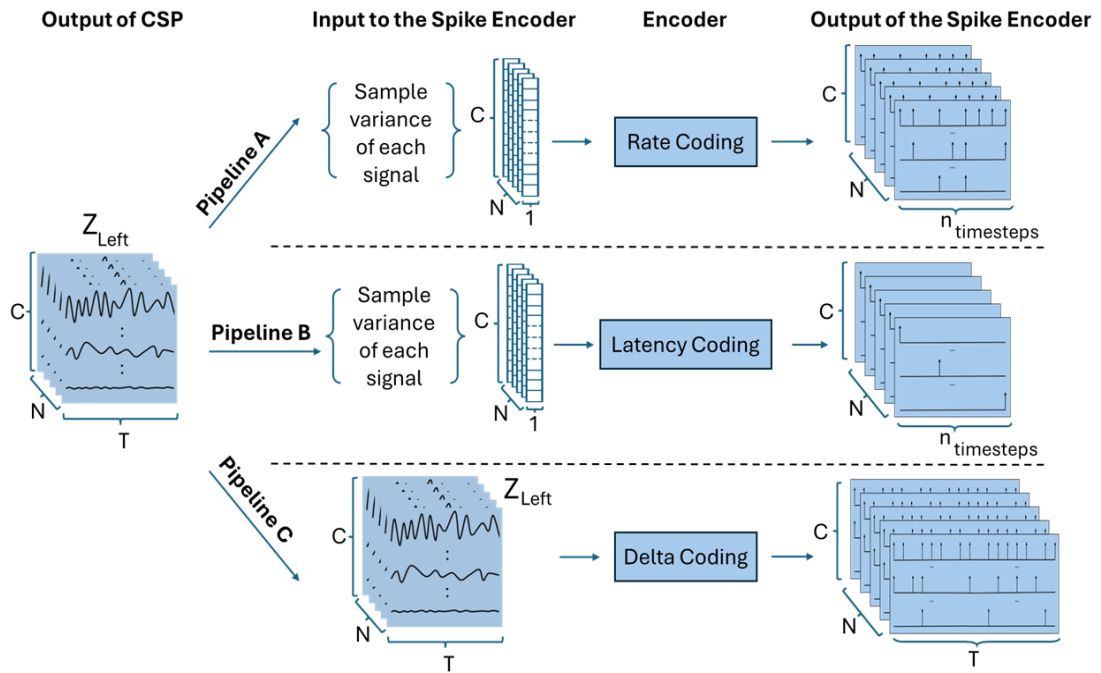 Output of CSP
Input to the Spike Encoder
Encoder
Output of the Spike Encoder
Pipeline A
Sample
variance
of each
signal
C
N
1
Rate Coding
C
N
n timesteps
Z Left
C
N
T
Pipeline B
Sample
variance
of each
signal
C
N
1
Latency Coding
C
N
n timesteps
Pipeline C
Z Left
C
N
T
Delta Coding
C
N
T